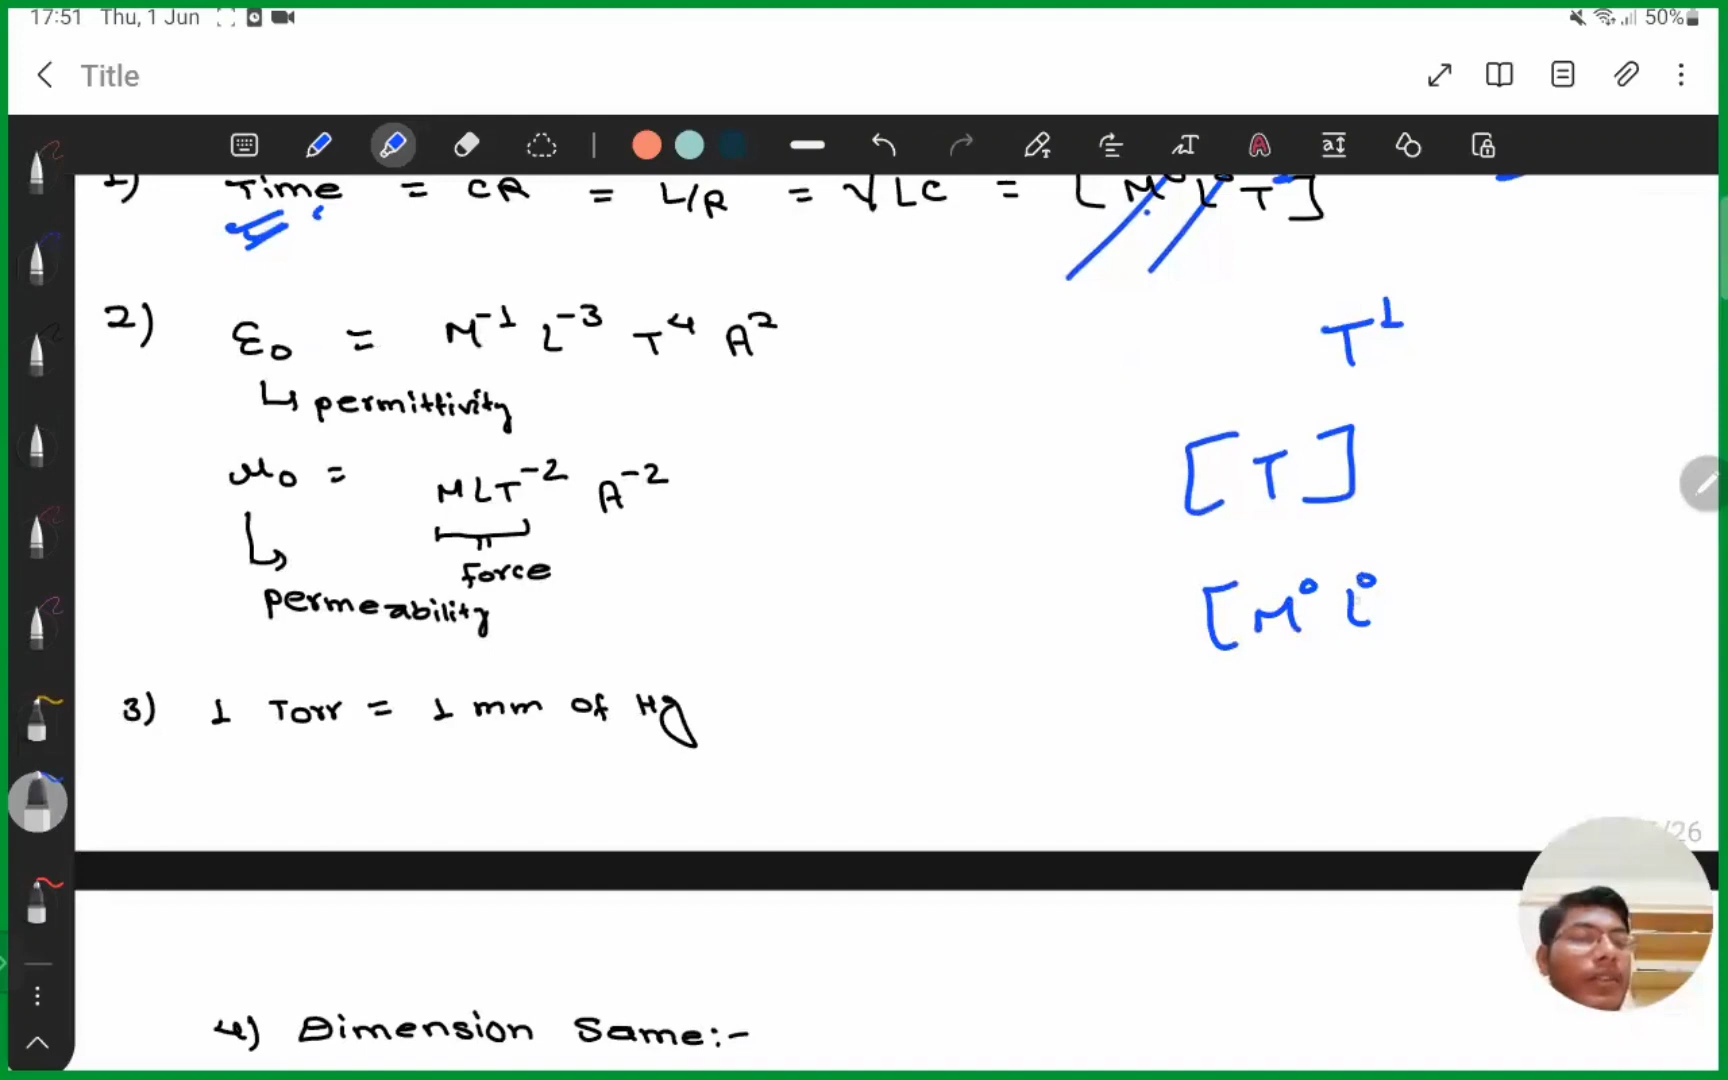 17:51 Thu, 1 Jun 50%
Title
1) Time = CR = L/R = √LC = [M⁰ L⁰ T]
2) ε₀ = M⁻¹ L⁻³ T⁴ A²
T¹
↳ permittivity
[T]
μ₀ = MLT⁻² A⁻²
force
permeability
[M⁰ L⁰
3) 1 Torr = 1 mm of Hg
/26
4) Dimension Same:-